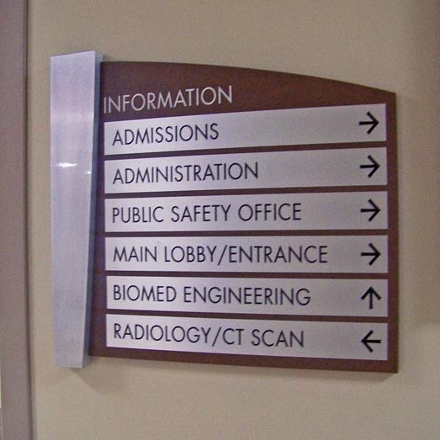 INFORMATION
ADMISSIONS →
ADMINISTRATION →
PUBLIC SAFETY OFFICE →
MAIN LOBBY/ENTRANCE →
BIOMED ENGINEERING ↑
RADIOLOGY/CT SCAN ←